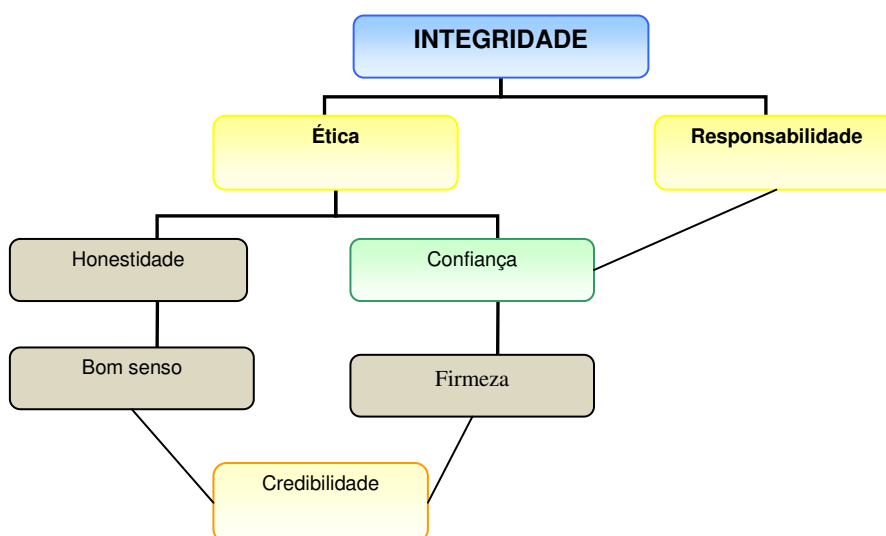 INTEGRIDADE
Ética
Responsabilidade
Honestidade
Confiança
Bom senso
Firmeza
Credibilidade